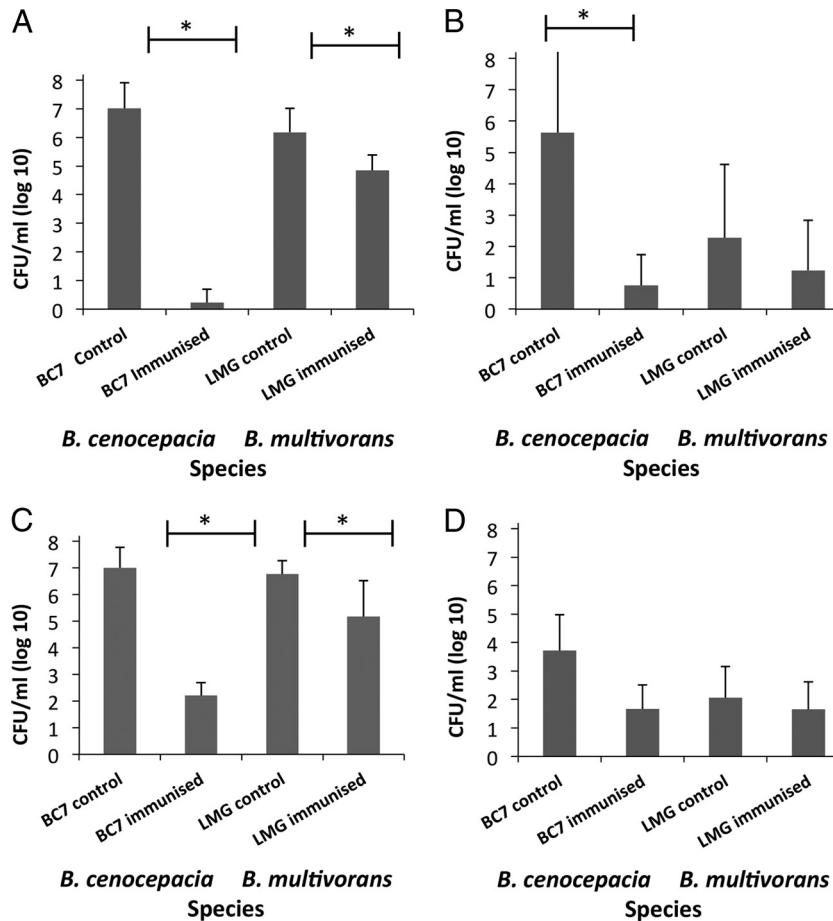 A
*
*
8
7
6
5
4
3
2
1
0
CFU/ml (log 10)
BC7 Control
BC7 Immunised
LMG control
LMG immunised
B. cenocepacia B. multivorans
Species
B
*
8
7
6
5
4
3
2
1
0
CFU/ml (log 10)
BC7 control
BC7 immunised
LMG control
LMG immunised
B. cenocepacia B. multivorans
Species
C
*
*
8
7
6
5
4
3
2
1
0
CFU/ml (log 10)
BC7 control
BC7 immunised
LMG control
LMG immunised
B. cenocepacia B. multivorans
Species
D
8
7
6
5
4
3
2
1
0
CFU/ml (log 10)
BC7 control
BC7 immunised
LMG control
LMG immunised
B. cenocepacia B. multivorans
Species